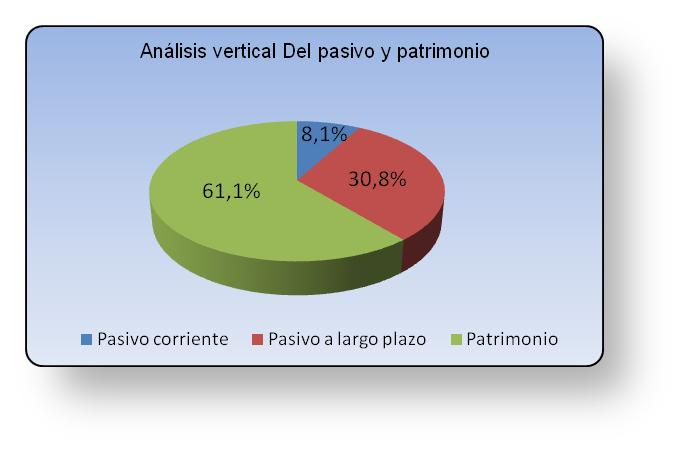 Análisis vertical Del pasivo y patrimonio
8,1%
30,8%
61,1%
Pasivo corriente
Pasivo a largo plazo
Patrimonio